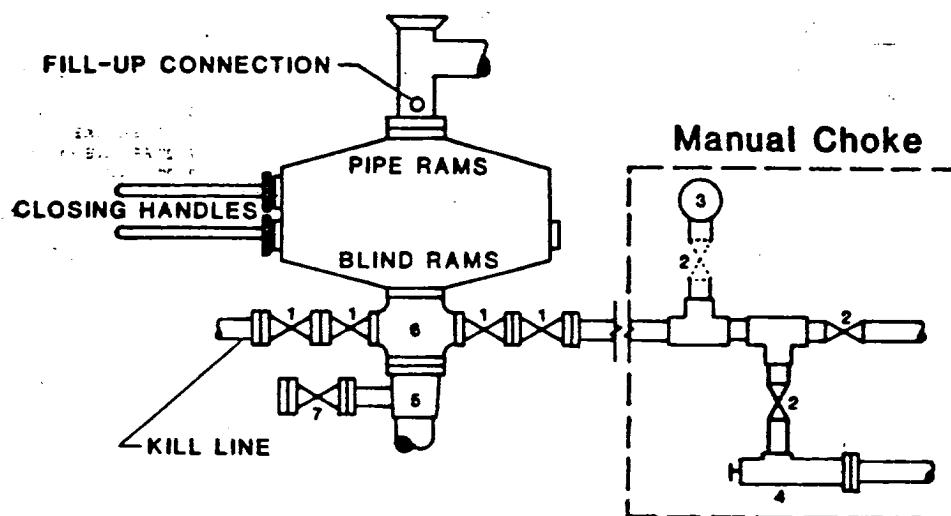 FILL-UP CONNECTION
Manual Choke
PIPE RAMS
3
CLOSING HANDLES
2
BLIND RAMS
1 1 1 1
6
2
5
7
2
KILL LINE
4